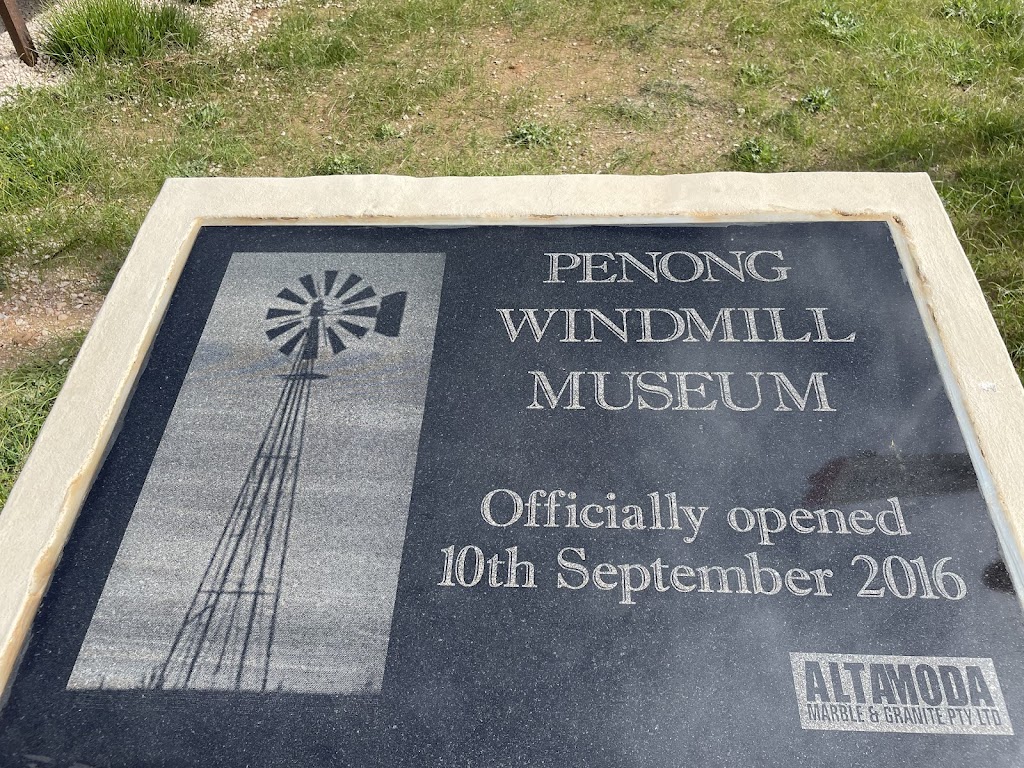 PENONG
WINDMILL
MUSEUM
Officially opened
10th September 2016
ALTAMODA
MARBLE & GRANITE PTY LTD